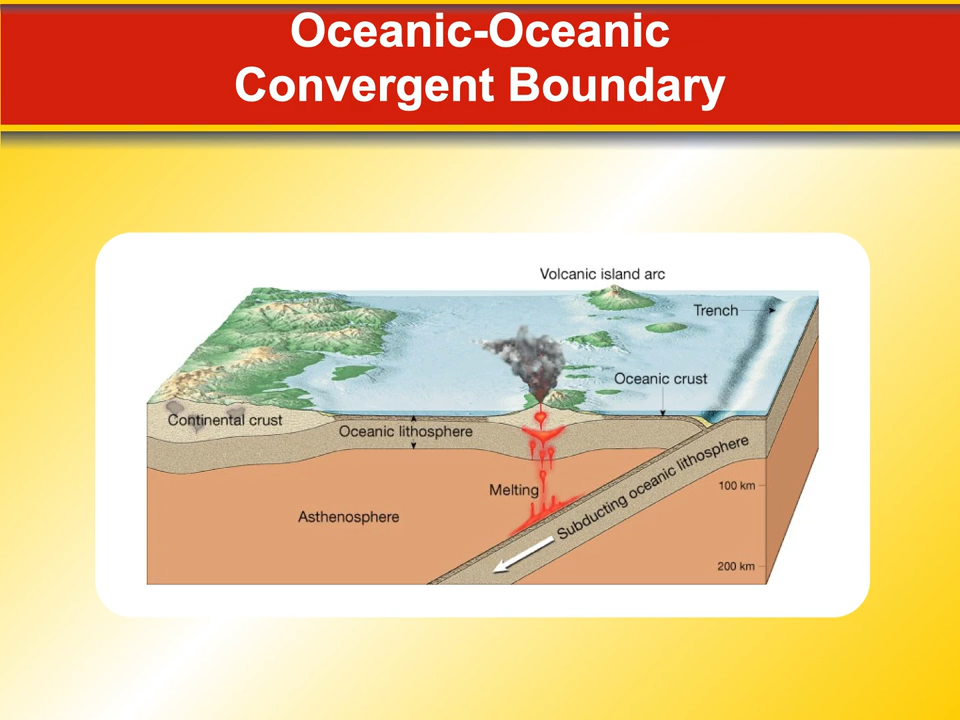 Oceanic-Oceanic
Convergent Boundary
Volcanic island arc
Trench
Oceanic crust
Continental crust
Oceanic lithosphere
Subducting oceanic lithosphere
Melting
100 km
Asthenosphere
200 km